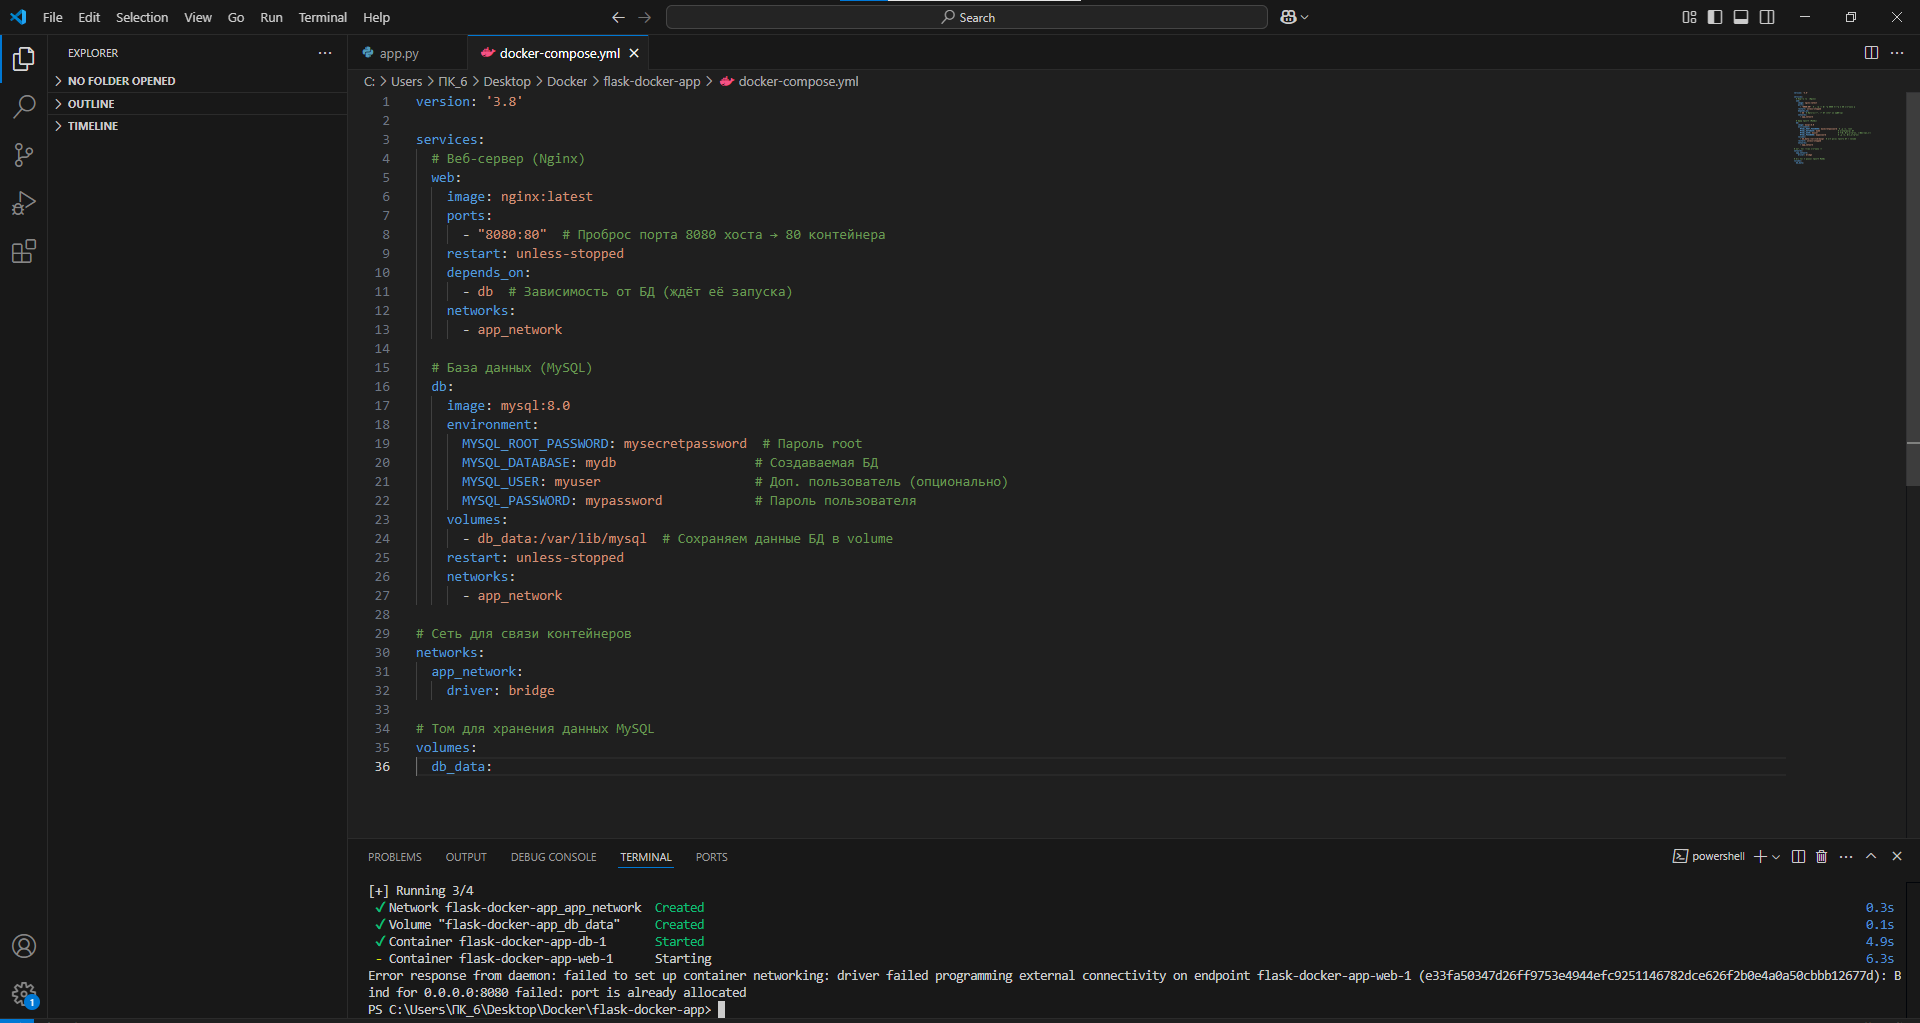 File Edit Selection View Go Run Terminal Help
Search
EXPLORER
NO FOLDER OPENED
OUTLINE
TIMELINE
app.py
docker-compose.yml
C: > Users > ПК_6 > Desktop > Docker > flask-docker-app > docker-compose.yml
1 version: '3.8'
2
3 services:
4 # Веб-сервер (Nginx)
5 web:
6 image: nginx:latest
7 ports:
8 - "8080:80"  # Проброс порта 8080 хоста → 80 контейнера
9 restart: unless-stopped
10 depends_on:
11 - db  # Зависимость от БД (ждёт её запуска)
12 networks:
13 - app_network
14
15 # База данных (MySQL)
16 db:
17 image: mysql:8.0
18 environment:
19 MYSQL_ROOT_PASSWORD: mysecretpassword  # Пароль root
20 MYSQL_DATABASE: mydb  # Создаваемая БД
21 MYSQL_USER: myuser  # Доп. пользователь (опционально)
22 MYSQL_PASSWORD: mypassword  # Пароль пользователя
23 volumes:
24 - db_data:/var/lib/mysql  # Сохраняем данные БД в volume
25 restart: unless-stopped
26 networks:
27 - app_network
28
29 # Сеть для связи контейнеров
30 networks:
31 app_network:
32 driver: bridge
33
34 # Том для хранения данных MySQL
35 volumes:
36 db_data:
PROBLEMS OUTPUT DEBUG CONSOLE TERMINAL PORTS
powershell
[+] Running 3/4
✓ Network flask-docker-app_app_network Created 0.3s
✓ Volume "flask-docker-app_db_data" Created 0.1s
✓ Container flask-docker-app-db-1 Started 4.9s
- Container flask-docker-app-web-1 Starting 6.3s
Error response from daemon: failed to set up container networking: driver failed programming external connectivity on endpoint flask-docker-app-web-1 (e33fa50347d26ff9753e4944efc9251146782dce626f2b0e4a0a50cbbb12677d): B
ind for 0.0.0.0:8080 failed: port is already allocated
PS C:\Users\ПК_6\Desktop\Docker\flask-docker-app>
1